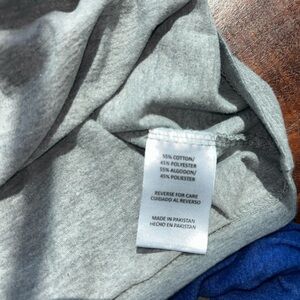 55% COTTON/
45% POLYESTER
55% ALGODON/
45% POLIESTER
REVERSE FOR CARE
CUIDADO AL REVERSO
MADE IN PAKISTAN
HECHO EN PAKISTAN